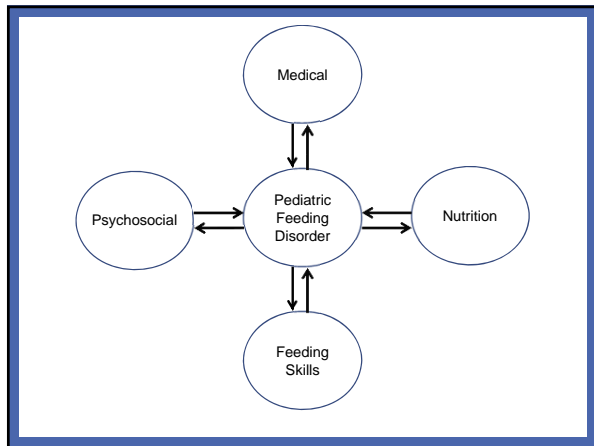 Medical
Psychosocial
Pediatric
Feeding
Disorder
Nutrition
Feeding
Skills